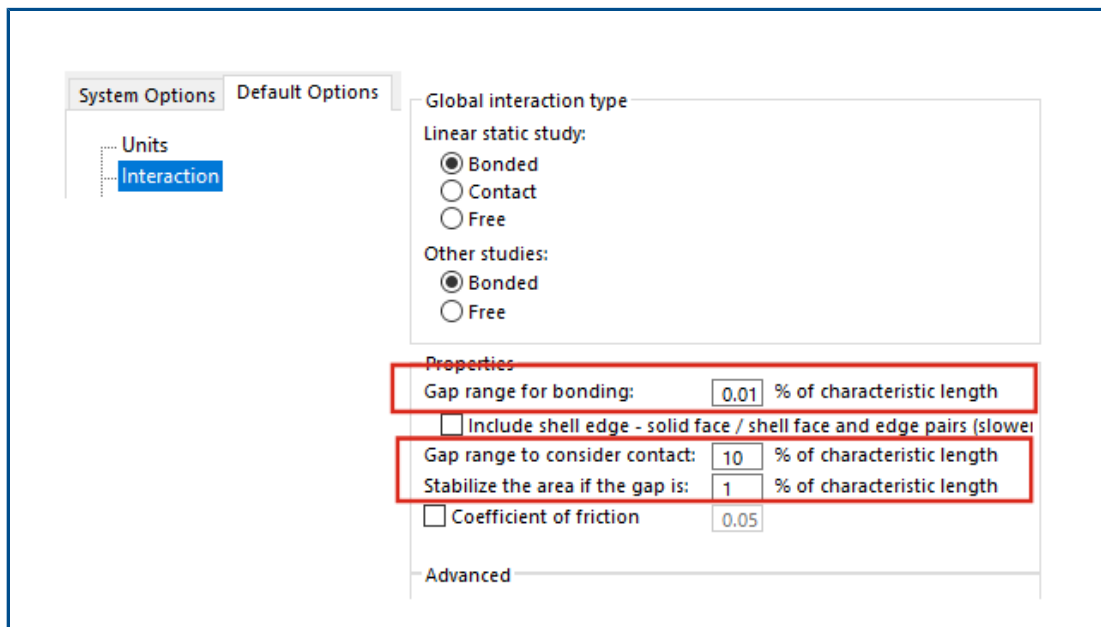 System Options Default Options
Units
Interaction
Global interaction type
Linear static study:
Bonded
Contact
Free
Other studies:
Bonded
Free
Properties
Gap range for bonding: 0.01 % of characteristic length
Include shell edge - solid face / shell face and edge pairs (slower
Gap range to consider contact: 10 % of characteristic length
Stabilize the area if the gap is: 1 % of characteristic length
Coefficient of friction 0.05
Advanced